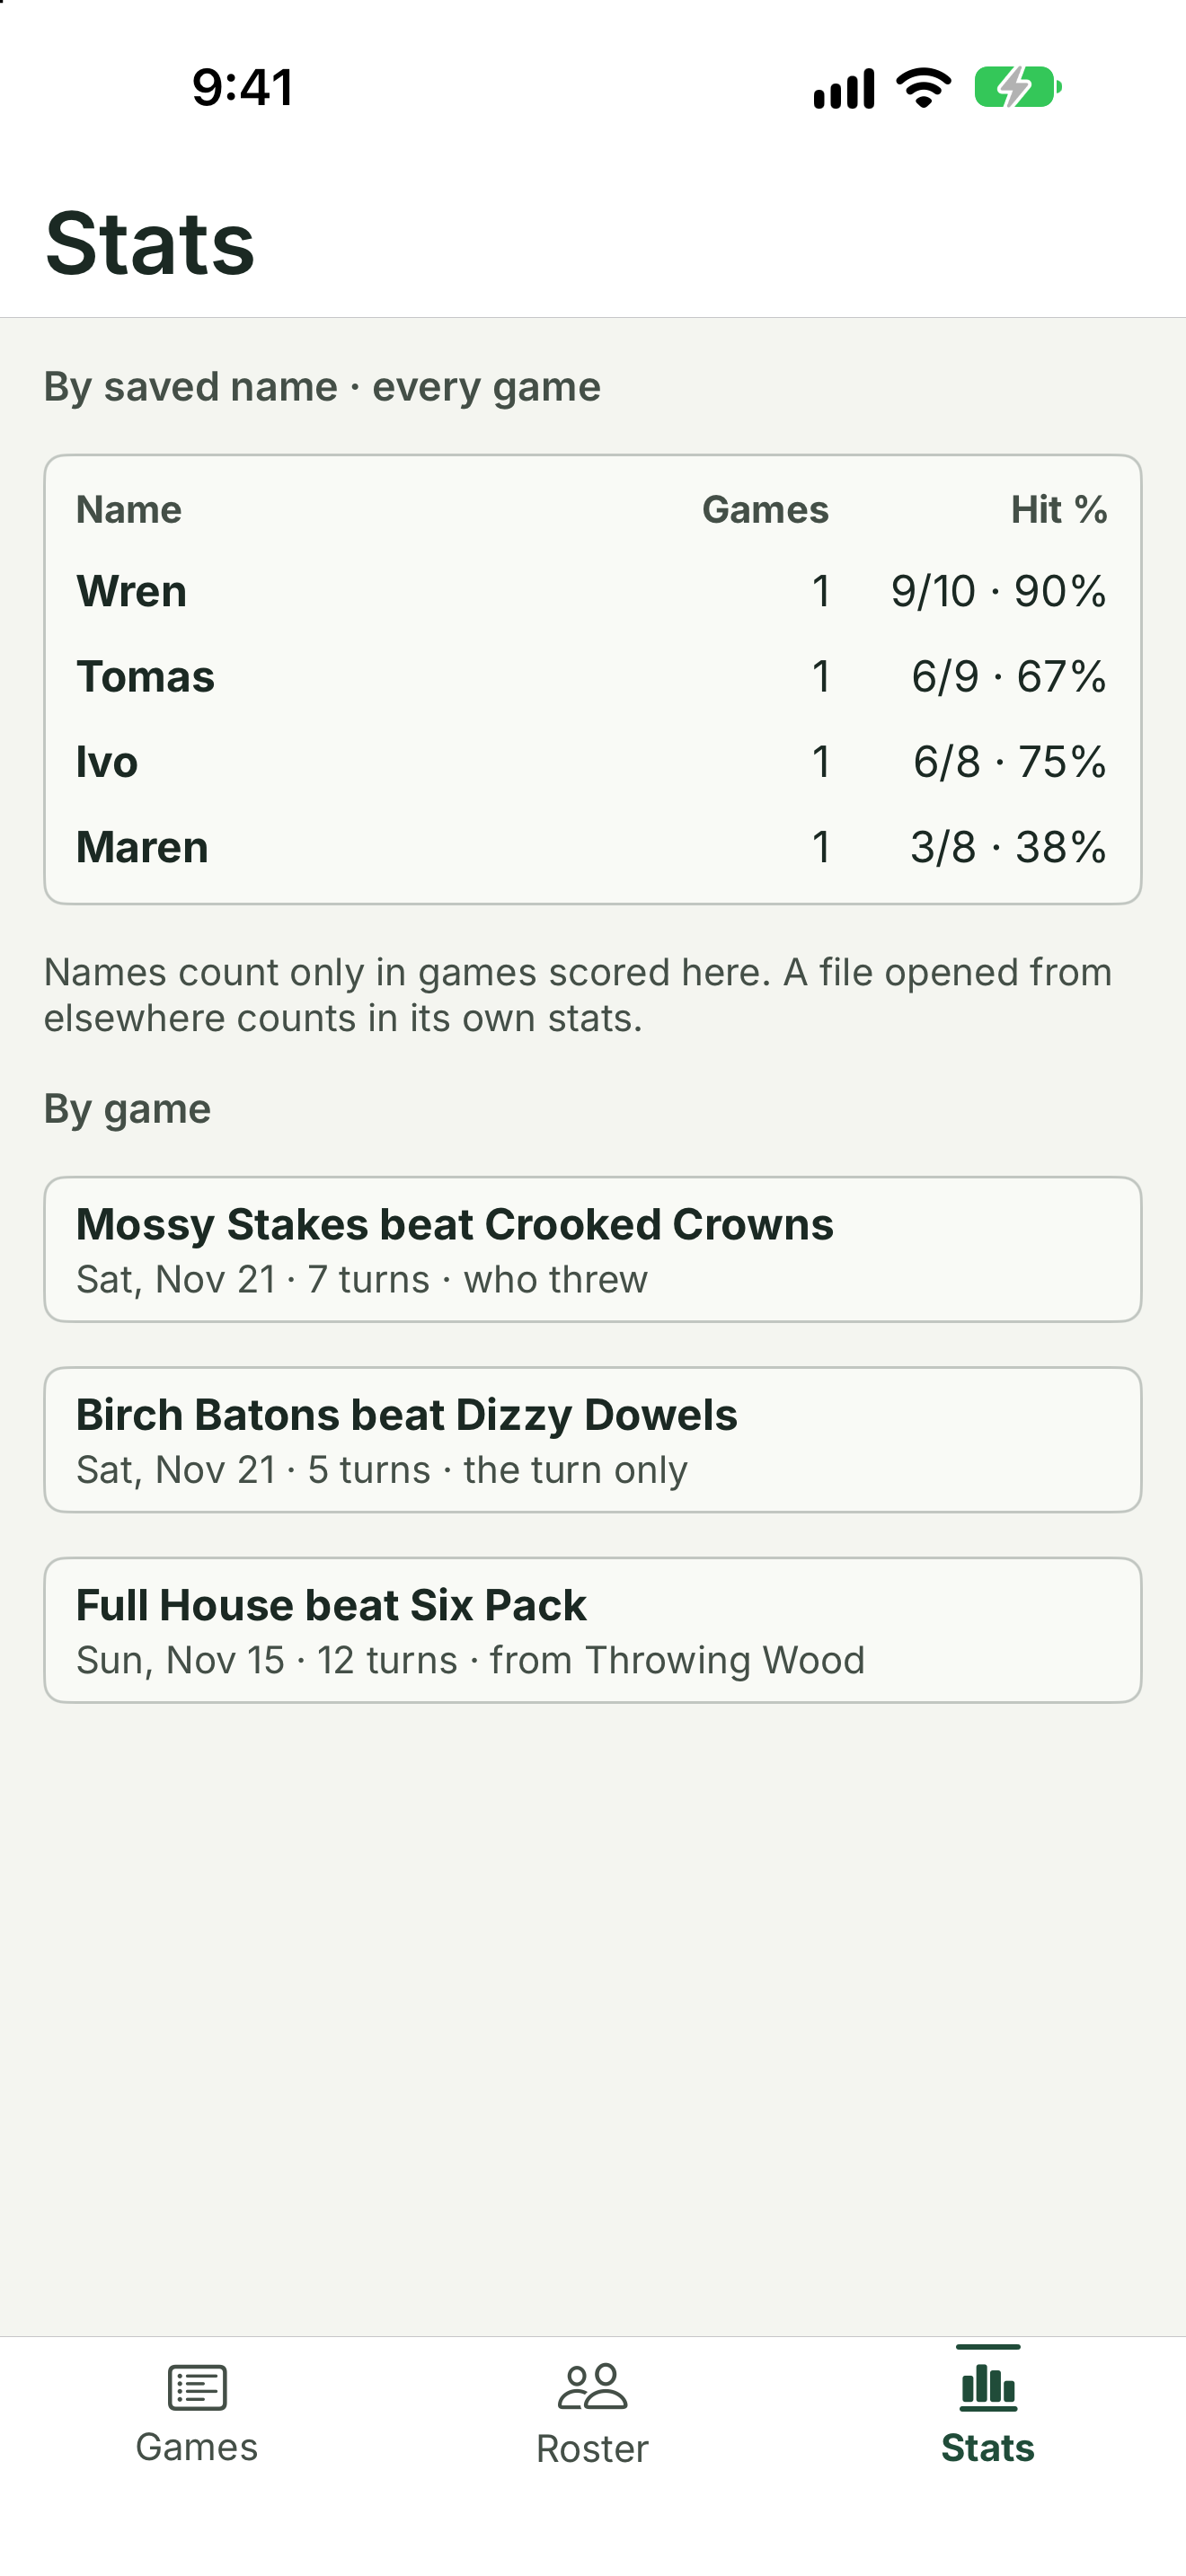 9:41
Stats
By saved name · every game
Name Games Hit %
Wren 1 9/10 · 90%
Tomas 1 6/9 · 67%
Ivo 1 6/8 · 75%
Maren 1 3/8 · 38%
Names count only in games scored here. A file opened from
elsewhere counts in its own stats.
By game
Mossy Stakes beat Crooked Crowns
Sat, Nov 21 · 7 turns · who threw
Birch Batons beat Dizzy Dowels
Sat, Nov 21 · 5 turns · the turn only
Full House beat Six Pack
Sun, Nov 15 · 12 turns · from Throwing Wood
Games Roster Stats